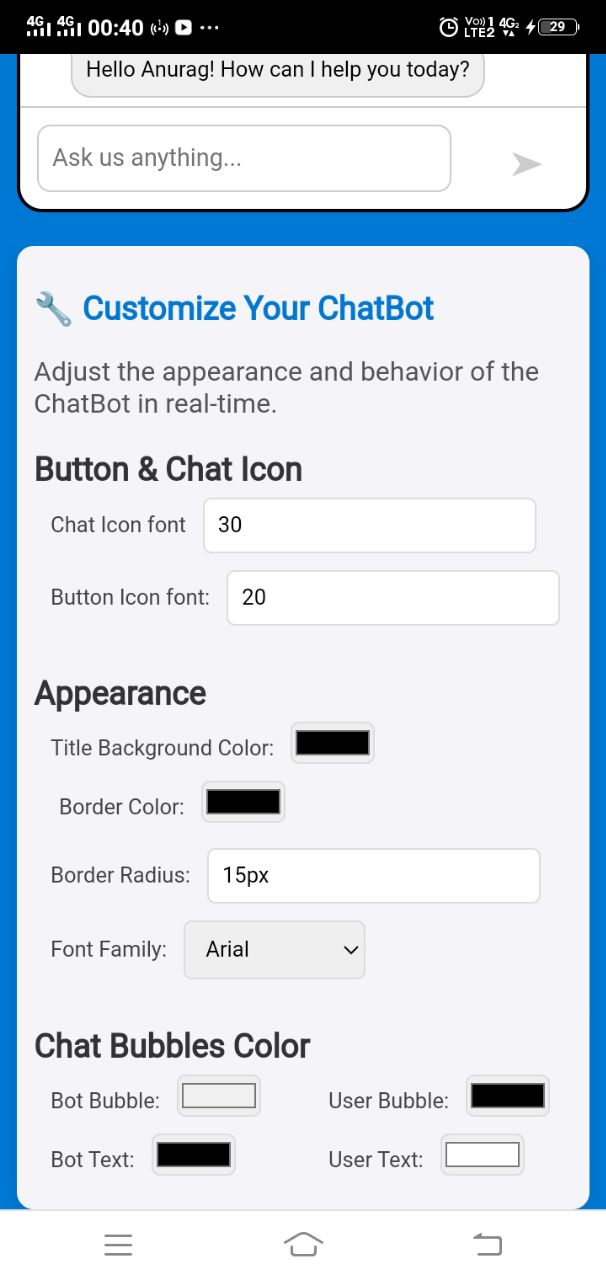 4G 4G 00:40 Vo)) 1 LTE2 4G 29
Hello Anurag! How can I help you today?
Ask us anything...
Customize Your ChatBot
Adjust the appearance and behavior of the
ChatBot in real-time.
Button & Chat Icon
Chat Icon font 30
Button Icon font: 20
Appearance
Title Background Color:
Border Color:
Border Radius: 15px
Font Family: Arial
Chat Bubbles Color
Bot Bubble: User Bubble:
Bot Text: User Text: